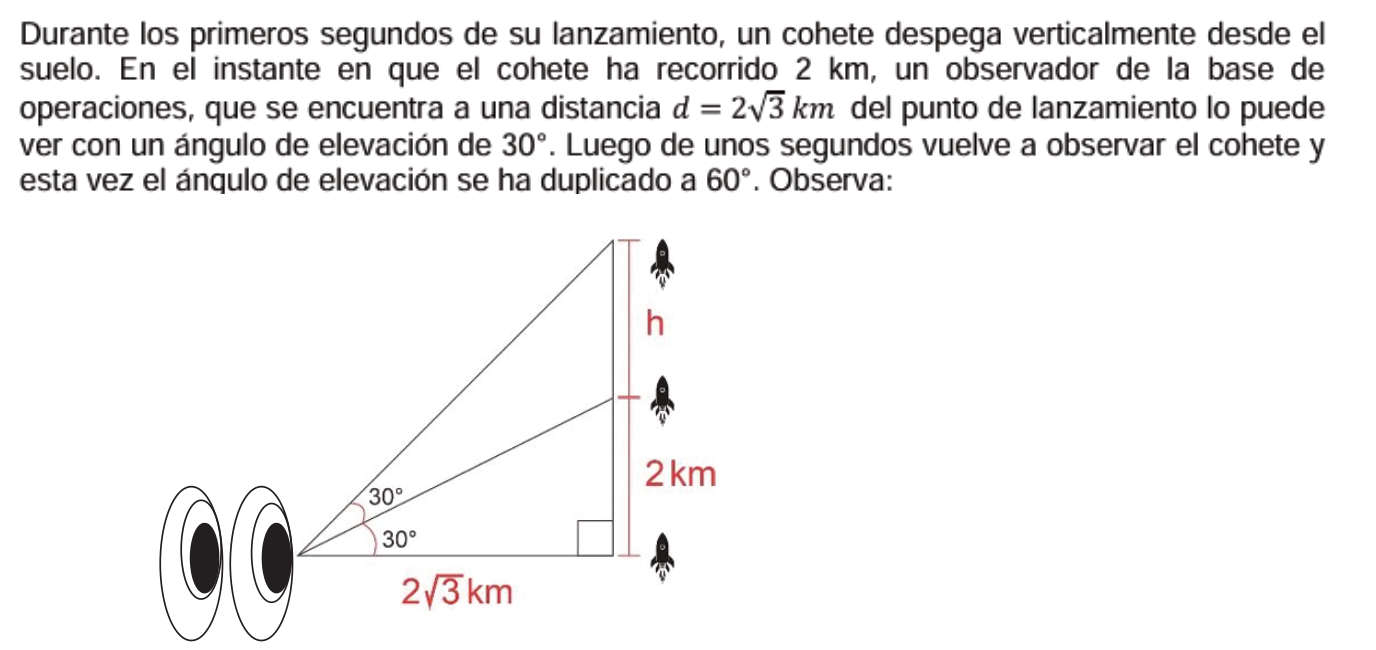 Durante los primeros segundos de su lanzamiento, un cohete despega verticalmente desde el
suelo. En el instante en que el cohete ha recorrido 2 km, un observador de la base de
operaciones, que se encuentra a una distancia d = 2√3 km del punto de lanzamiento lo puede
ver con un ángulo de elevación de 30°. Luego de unos segundos vuelve a observar el cohete y
esta vez el ángulo de elevación se ha duplicado a 60°. Observa:
h
2 km
30°
30°
2√3 km